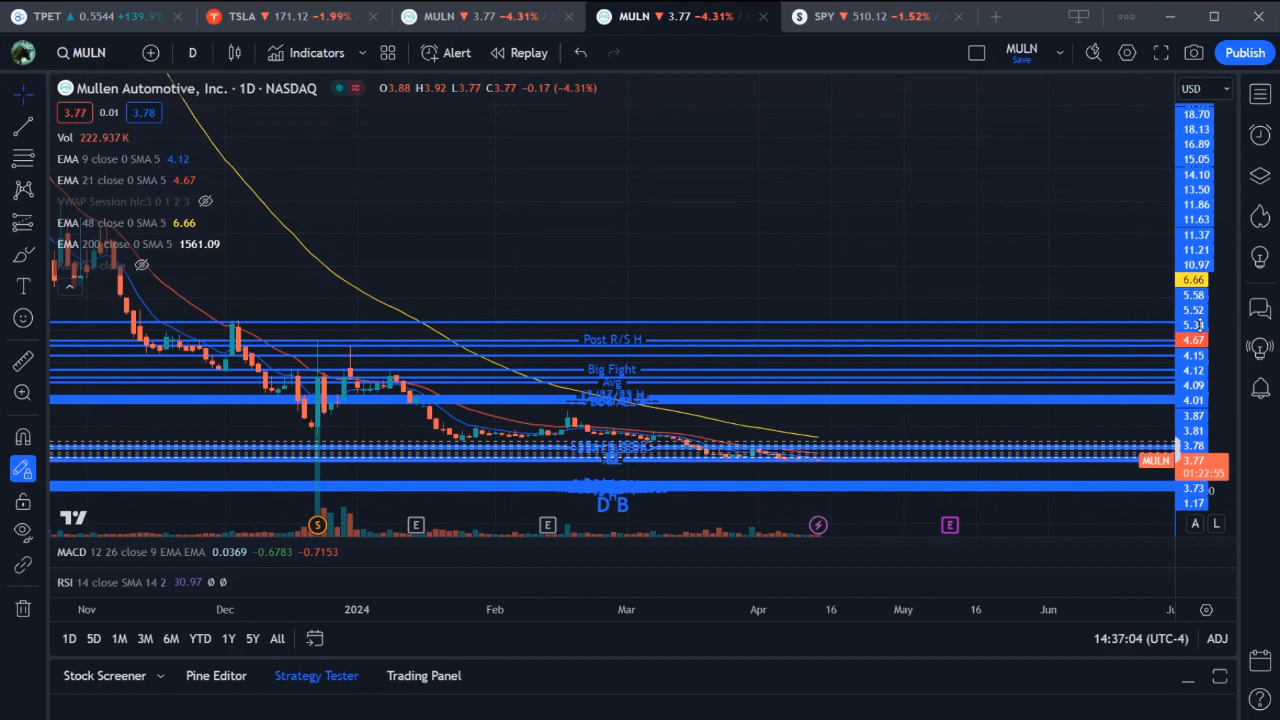 TPET 0.5544 +139.9
TSLA 171.12 −1.99%
MULN 3.77 −4.31%
MULN 3.77 −4.31%
SPY 510.12 −1.52%
MULN D Indicators Alert Replay MULN Save Publish
Mullen Automotive, Inc. · 1D · NASDAQ O3.88 H3.92 L3.77 C3.77 −0.17 (−4.31%) USD
3.77 0.01 3.78
Vol 222.937K
EMA 9 close 0 SMA 5 4.12
EMA 21 close 0 SMA 5 4.67
VWAP Session hlc3 0 1 2 3
EMA 48 close 0 SMA 5 6.66
EMA 200 close 0 SMA 5 1561.09
18.70
18.13
16.89
15.05
14.10
13.50
11.86
11.63
11.37
11.21
10.97
6.66
5.58
5.52
4.67
4.15
4.12
4.09
4.01
3.87
3.81
3.78
MULN 3.77
01:22:55
3.73
1.17
Post R/S H
Big Fight
Avg
D B
S E E E
A L
MACD 12 26 close 9 EMA EMA 0.0369 −0.6783 −0.7153
RSI 14 close SMA 14 2 30.97 Ø Ø
Nov Dec 2024 Feb Mar Apr 16 May 16 Jun
1D 5D 1M 3M 6M YTD 1Y 5Y All 14:37:04 (UTC-4) ADJ
Stock Screener Pine Editor Strategy Tester Trading Panel